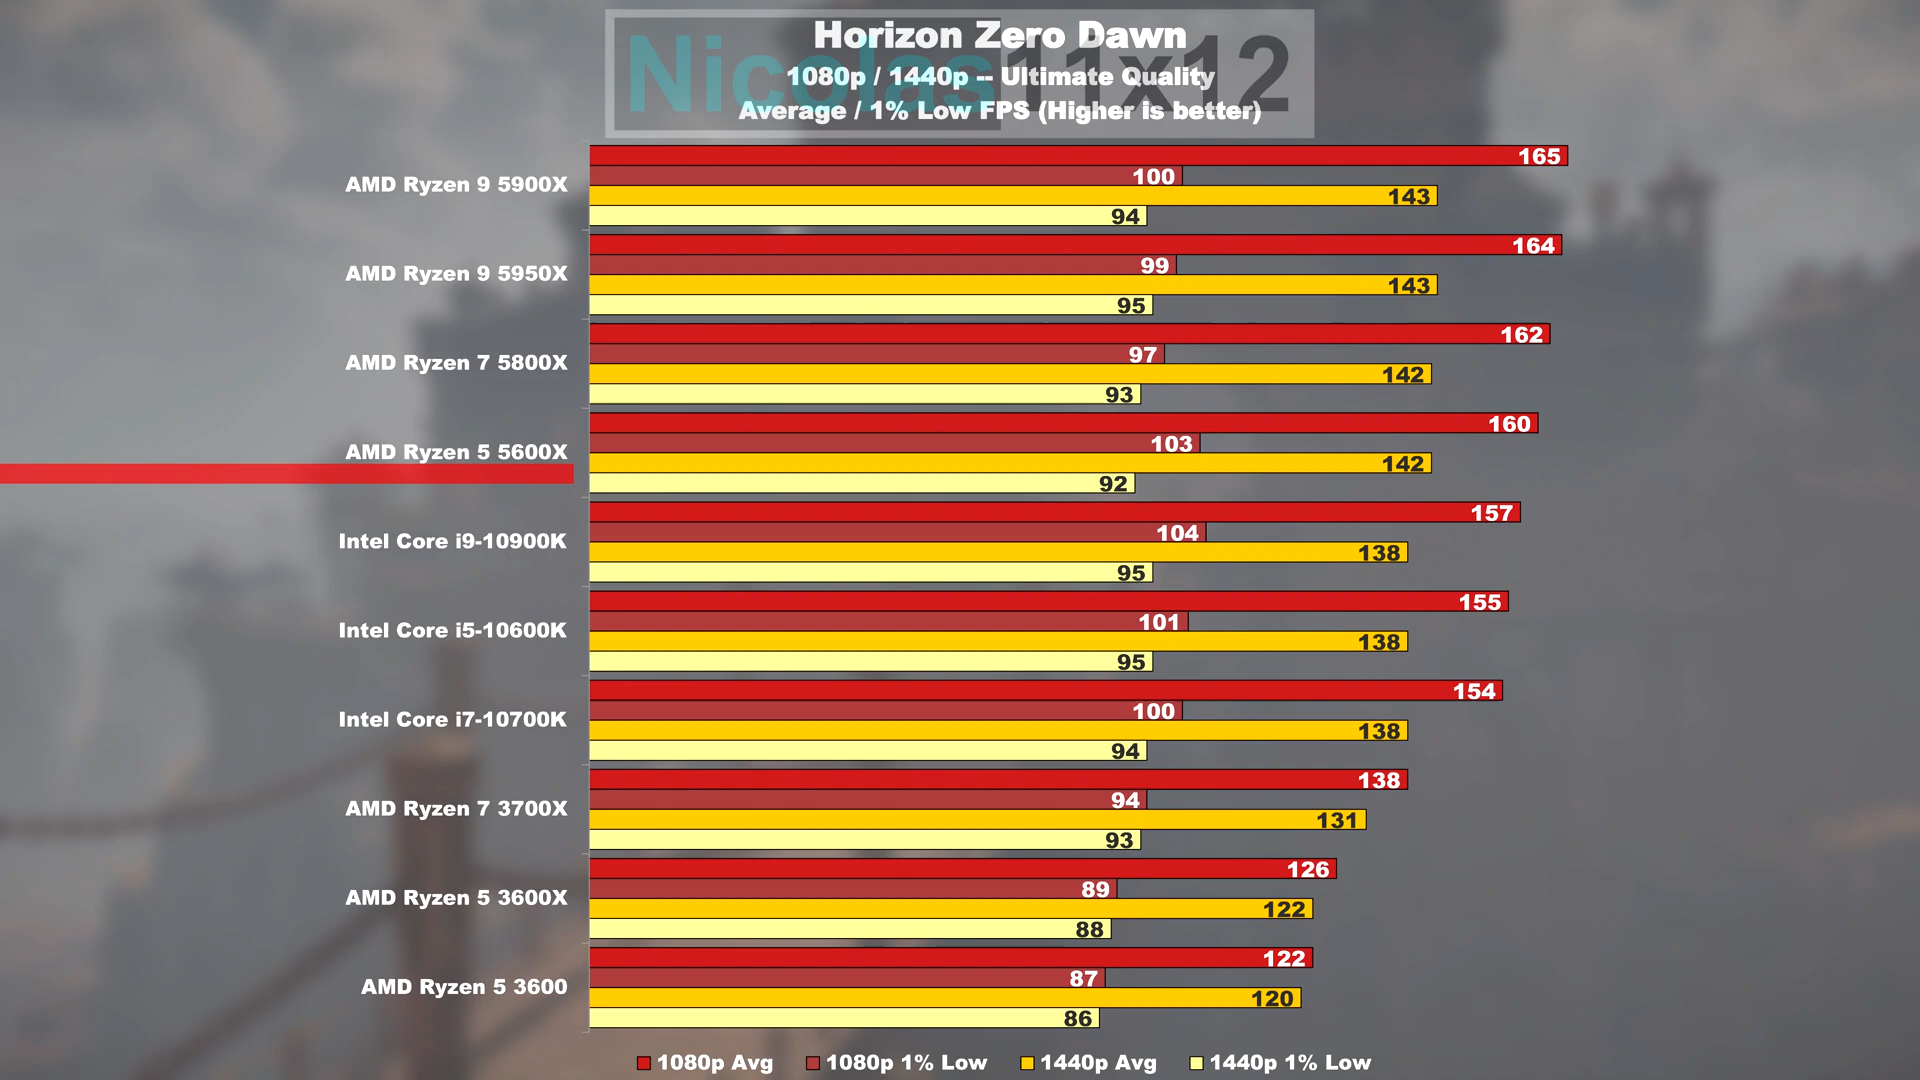 Horizon Zero Dawn
Nicolas11x12
1080p / 1440p -- Ultimate Quality
Average / 1% Low FPS (Higher is better)
AMD Ryzen 9 5900X
165
100
143
94
AMD Ryzen 9 5950X
164
99
143
95
AMD Ryzen 7 5800X
162
97
142
93
AMD Ryzen 5 5600X
160
103
142
92
Intel Core i9-10900K
157
104
138
95
Intel Core i5-10600K
155
101
138
95
Intel Core i7-10700K
154
100
138
94
AMD Ryzen 7 3700X
138
94
131
93
AMD Ryzen 5 3600X
126
89
122
88
AMD Ryzen 5 3600
122
87
120
86
1080p Avg 1080p 1% Low 1440p Avg 1440p 1% Low